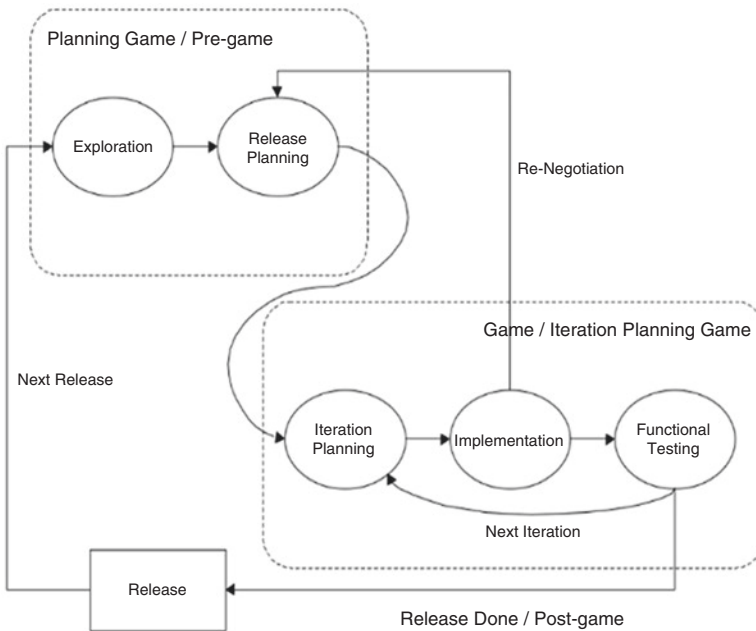 Planning Game / Pre-game
Exploration
Release
Planning
Re-Negotiation
Game / Iteration Planning Game
Next Release
Iteration
Planning
Implementation
Functional
Testing
Next Iteration
Release
Release Done / Post-game